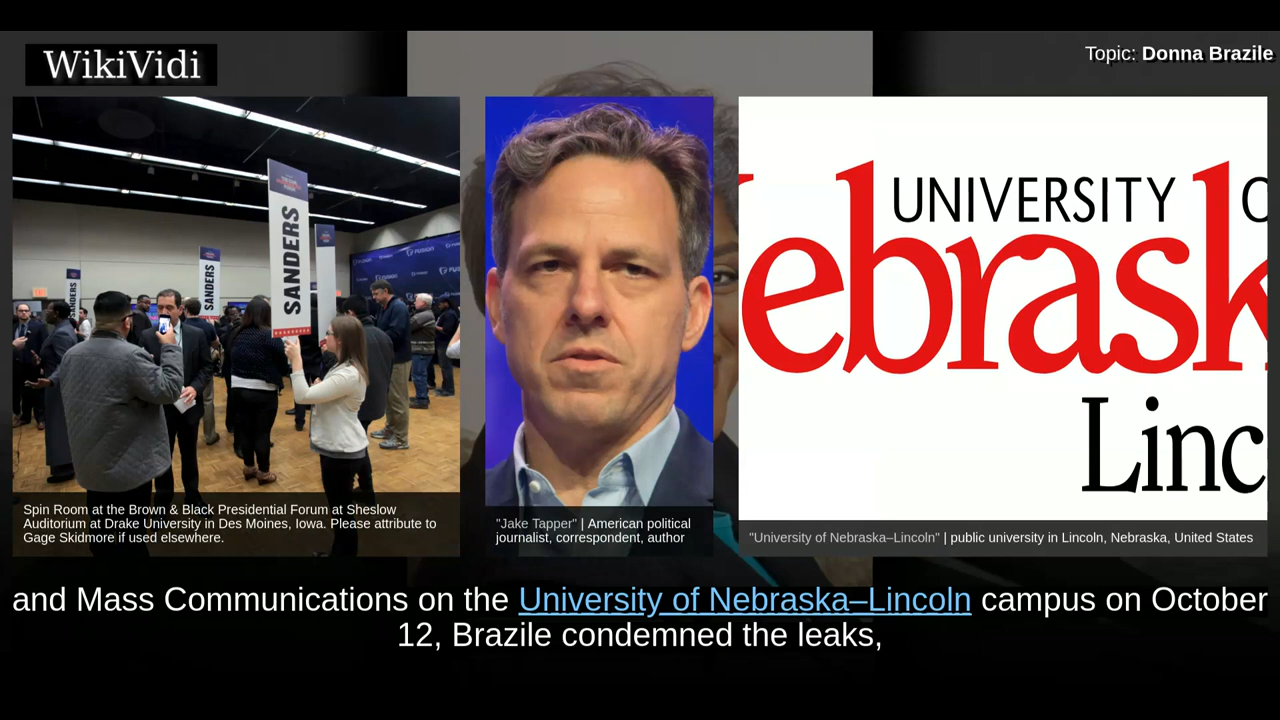 WikiVidi
Topic: Donna Brazile
SANDERS
SANDERS
SANDERS
FUSION
UNIVERSITY O
ebrask
Linc
Spin Room at the Brown & Black Presidential Forum at Sheslow
Auditorium at Drake University in Des Moines, Iowa. Please attribute to
Gage Skidmore if used elsewhere.
"Jake Tapper" | American political
journalist, correspondent, author
"University of Nebraska–Lincoln" | public university in Lincoln, Nebraska, United States
and Mass Communications on the University of Nebraska–Lincoln campus on October
12, Brazile condemned the leaks,